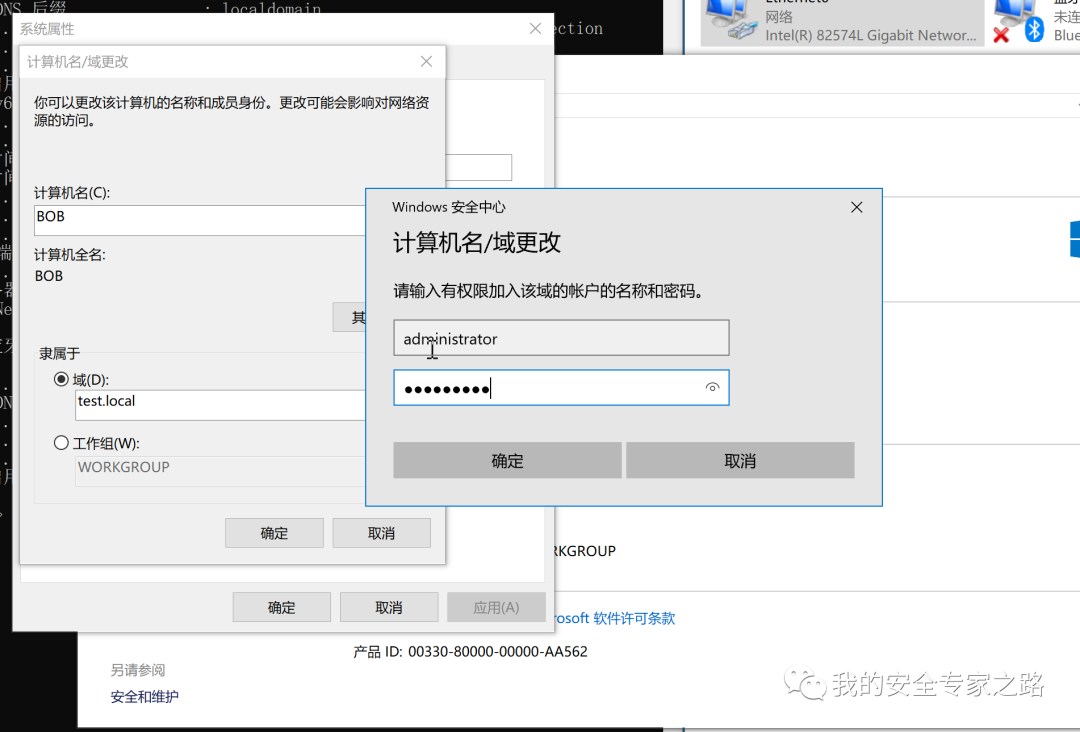 DNS 后缀 . . . . . . . : localdomain
ection
Ethernet0
网络
Intel(R) 82574L Gigabit Networ...
未连
Blue
系统属性
计算机名/域更改
你可以更改该计算机的名称和成员身份。更改可能会影响对网络资
源的访问。
计算机名(C):
BOB
计算机全名:
BOB
其
隶属于
域(D):
test.local
工作组(W):
WORKGROUP
确定
取消
确定
取消
应用(A)
Windows 安全中心
计算机名/域更改
请输入有权限加入该域的帐户的名称和密码。
administrator
●●●●●●●●●
确定
取消
RKGROUP
rosoft 软件许可条款
产品 ID: 00330-80000-00000-AA562
另请参阅
安全和维护
我的安全专家之路